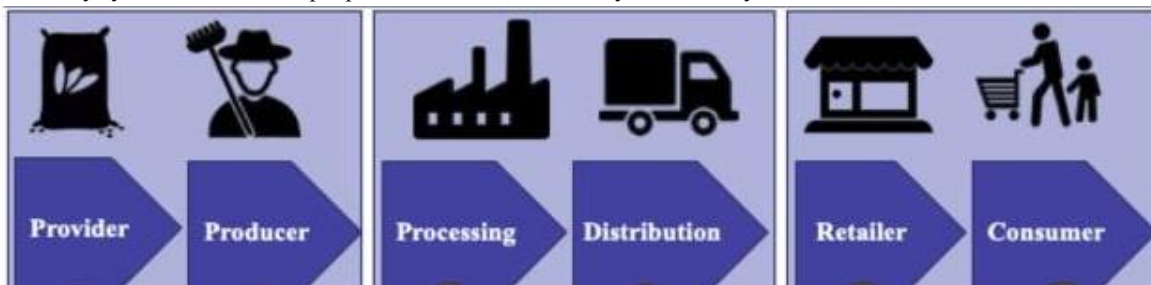 Provider
Producer
Processing
Distribution
Retailer
Consumer